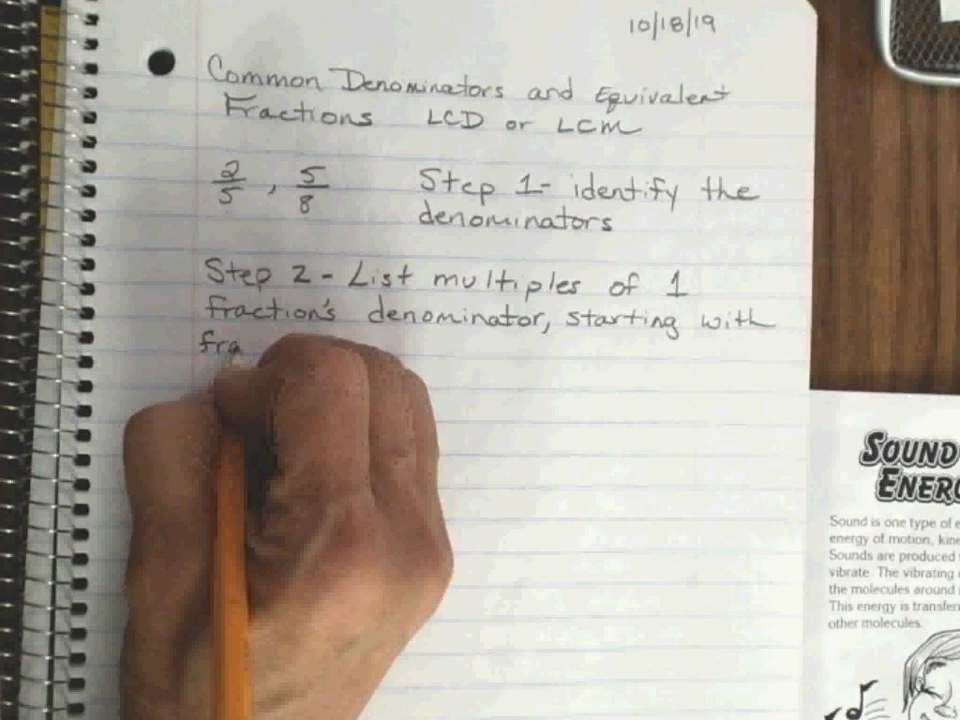 10/18/19
Common Denominators and Equivalent
Fractions LCD or LCM
2/5 , 5/8 Step 1- identify the
denominators
Step 2 - List multiples of 1
fraction's denominator, starting with
fra
SOUND
ENERG
Sound is one type of e
energy of motion, kine
Sounds are produced
vibrate. The vibrating
the molecules around
This energy is transfer
other molecules.